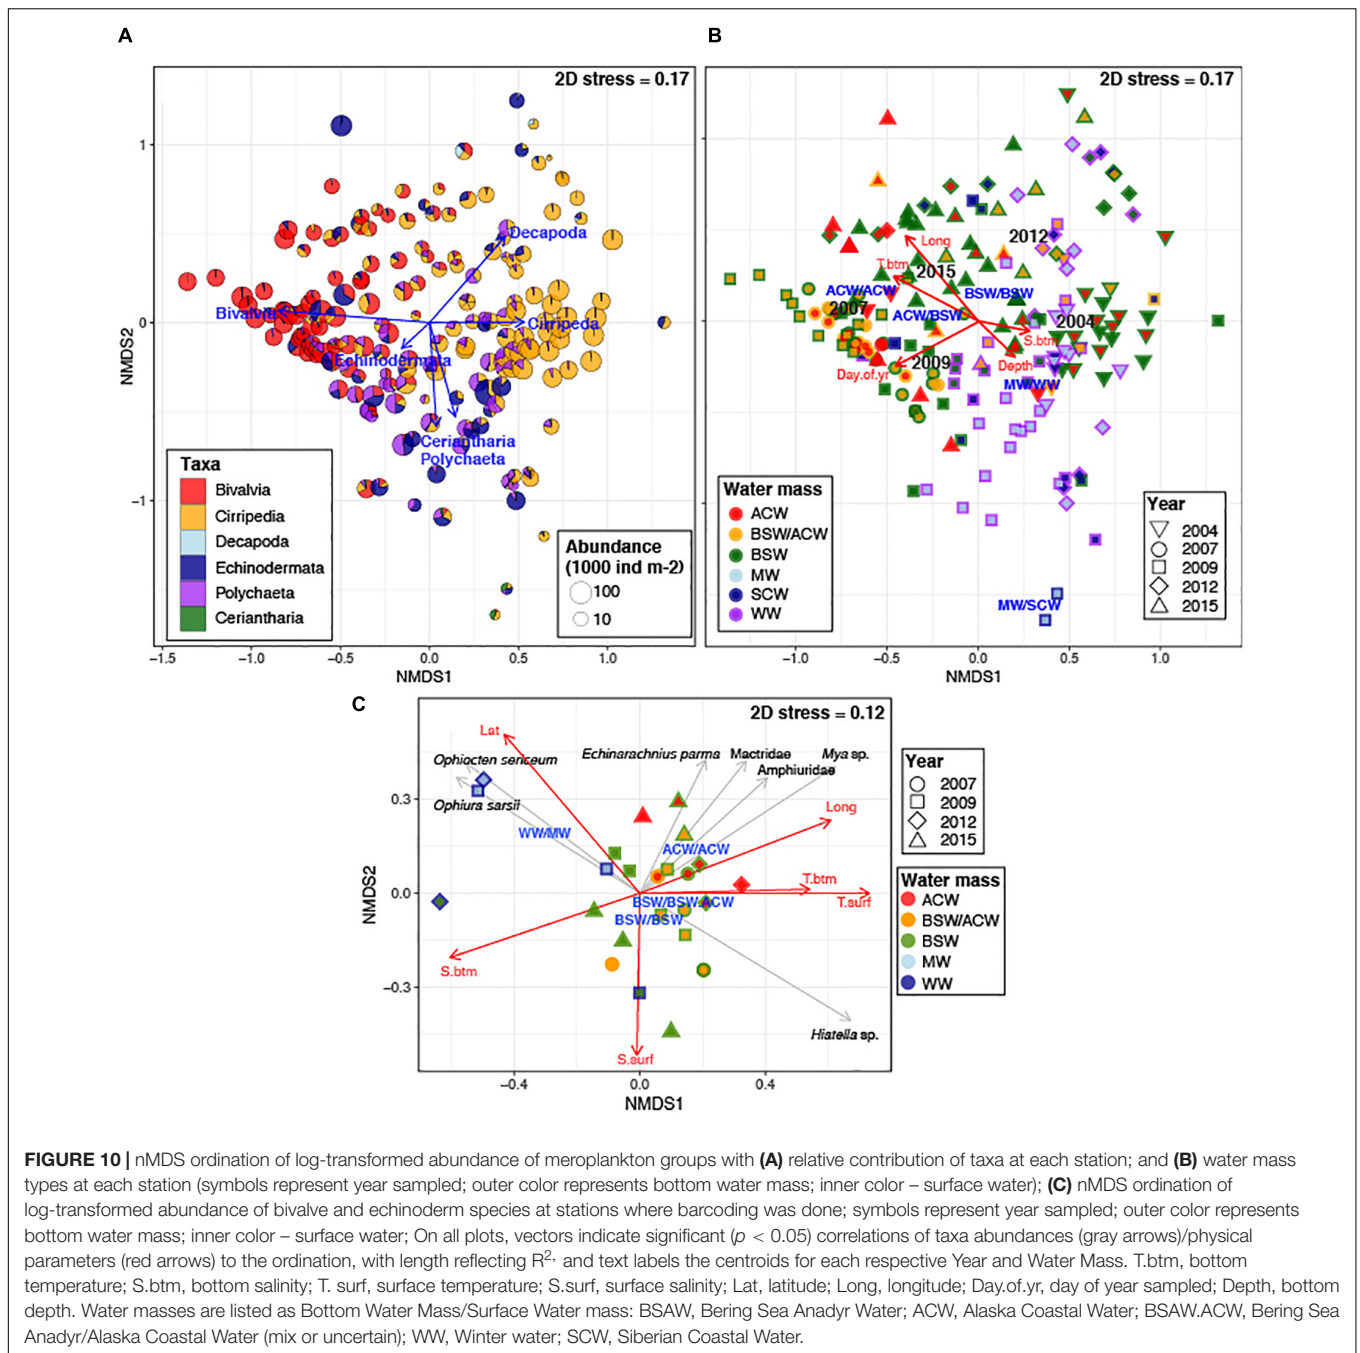 A
B
2D stress = 0.17
2D stress = 0.17
Decapoda
Bivalvia
Cirripeda
Echinodermata
Ceriantharia
Polychaeta
NMDS2
1
0
−1
−1.5
−1.0
−0.5
0.0
0.5
1.0
NMDS1
Taxa
Bivalvia
Cirripedia
Decapoda
Echinodermata
Polychaeta
Ceriantharia
Abundance
(1000 ind m-2)
100
10
2012
Long
T.btm
2015
ACW/ACW
BSW/BSW
2007
ACW/BSW
2004
S.btm
2009
Day.of.yr
Depth
MW/WW
MW/SCW
Water mass
ACW
BSW/ACW
BSW
MW
SCW
WW
Year
2004
2007
2009
2012
2015
−1.0
−0.5
0.0
0.5
1.0
NMDS1
C
2D stress = 0.12
Lat
Ophiocten sericeum
Echinarachnius parma
Mactridae
Mya sp.
Amphiuridae
Ophiura sarsii
Long
WW/MW
ACW/ACW
T.btm
T.surf
BSW/BSW.ACW
BSW/BSW
S.btm
Hiatella sp.
S.surf
NMDS2
0.3
0.0
−0.3
−0.4
0.0
0.4
NMDS1
Year
2007
2009
2012
2015
Water mass
ACW
BSW/ACW
BSW
MW
WW
FIGURE 10 | nMDS ordination of log-transformed abundance of meroplankton groups with (A) relative contribution of taxa at each station; and (B) water mass
types at each station (symbols represent year sampled; outer color represents bottom water mass; inner color – surface water); (C) nMDS ordination of
log-transformed abundance of bivalve and echinoderm species at stations where barcoding was done; symbols represent year sampled; outer color represents
bottom water mass; inner color – surface water; On all plots, vectors indicate significant (p < 0.05) correlations of taxa abundances (gray arrows)/physical
parameters (red arrows) to the ordination, with length reflecting R2, and text labels the centroids for each respective Year and Water Mass. T.btm, bottom
temperature; S.btm, bottom salinity; T. surf, surface temperature; S.surf, surface salinity; Lat, latitude; Long, longitude; Day.of.yr, day of year sampled; Depth, bottom
depth. Water masses are listed as Bottom Water Mass/Surface Water mass: BSAW, Bering Sea Anadyr Water; ACW, Alaska Coastal Water; BSAW.ACW, Bering Sea
Anadyr/Alaska Coastal Water (mix or uncertain); WW, Winter water; SCW, Siberian Coastal Water.